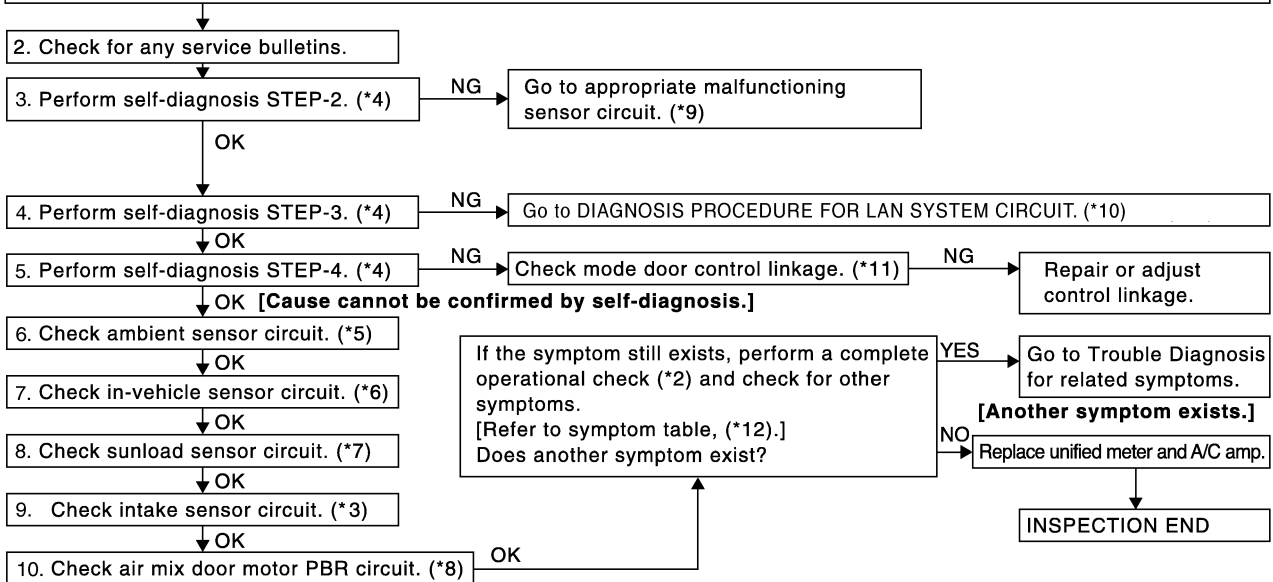 2. Check for any service bulletins.
3. Perform self-diagnosis STEP-2. (*4)
NG
Go to appropriate malfunctioning
sensor circuit. (*9)
OK
4. Perform self-diagnosis STEP-3. (*4)
NG
Go to DIAGNOSIS PROCEDURE FOR LAN SYSTEM CIRCUIT. (*10)
OK
5. Perform self-diagnosis STEP-4. (*4)
NG
Check mode door control linkage. (*11)
NG
Repair or adjust
control linkage.
OK
[Cause cannot be confirmed by self-diagnosis.]
6. Check ambient sensor circuit. (*5)
OK
7. Check in-vehicle sensor circuit. (*6)
OK
8. Check sunload sensor circuit. (*7)
OK
9. Check intake sensor circuit. (*3)
OK
10. Check air mix door motor PBR circuit. (*8)
OK
If the symptom still exists, perform a complete
operational check (*2) and check for other
symptoms.
[Refer to symptom table, (*12).]
Does another symptom exist?
YES
Go to Trouble Diagnosis
for related symptoms.
[Another symptom exists.]
NO
Replace unified meter and A/C amp.
INSPECTION END